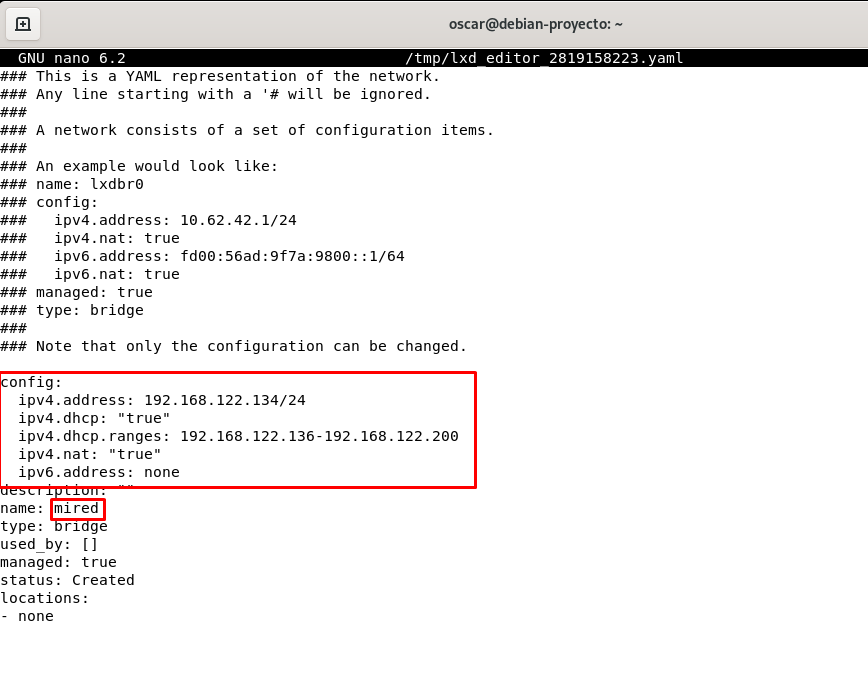 oscar@debian-proyecto: ~
GNU nano 6.2 /tmp/lxd_editor_2819158223.yaml
### This is a YAML representation of the network.
### Any line starting with a '# will be ignored.
###
### A network consists of a set of configuration items.
###
### An example would look like:
### name: lxdbr0
### config:
###   ipv4.address: 10.62.42.1/24
###   ipv4.nat: true
###   ipv6.address: fd00:56ad:9f7a:9800::1/64
###   ipv6.nat: true
### managed: true
### type: bridge
###
### Note that only the configuration can be changed.
config:
  ipv4.address: 192.168.122.134/24
  ipv4.dhcp: "true"
  ipv4.dhcp.ranges: 192.168.122.136-192.168.122.200
  ipv4.nat: "true"
  ipv6.address: none
description: ""
name: mired
type: bridge
used_by: []
managed: true
status: Created
locations:
- none